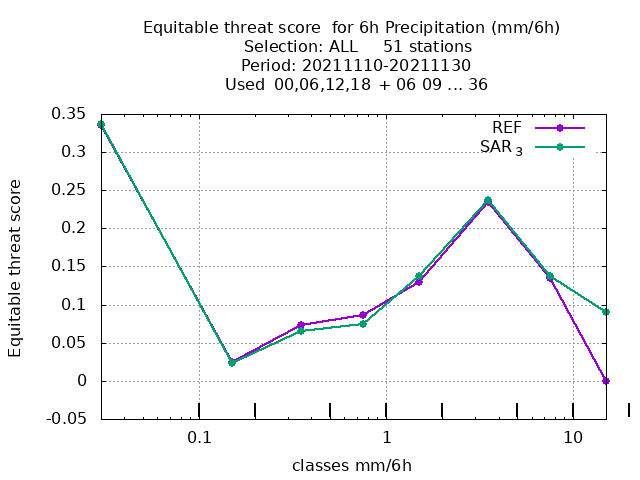 Equitable threat score  for 6h Precipitation (mm/6h)
Selection: ALL     51 stations
Period: 20211110-20211130
Used  00,06,12,18  + 06 09 ... 36
0.35
0.3
0.25
0.2
0.15
0.1
0.05
0
-0.05
Equitable threat score
REF
SAR 3
0.1
1
10
classes mm/6h